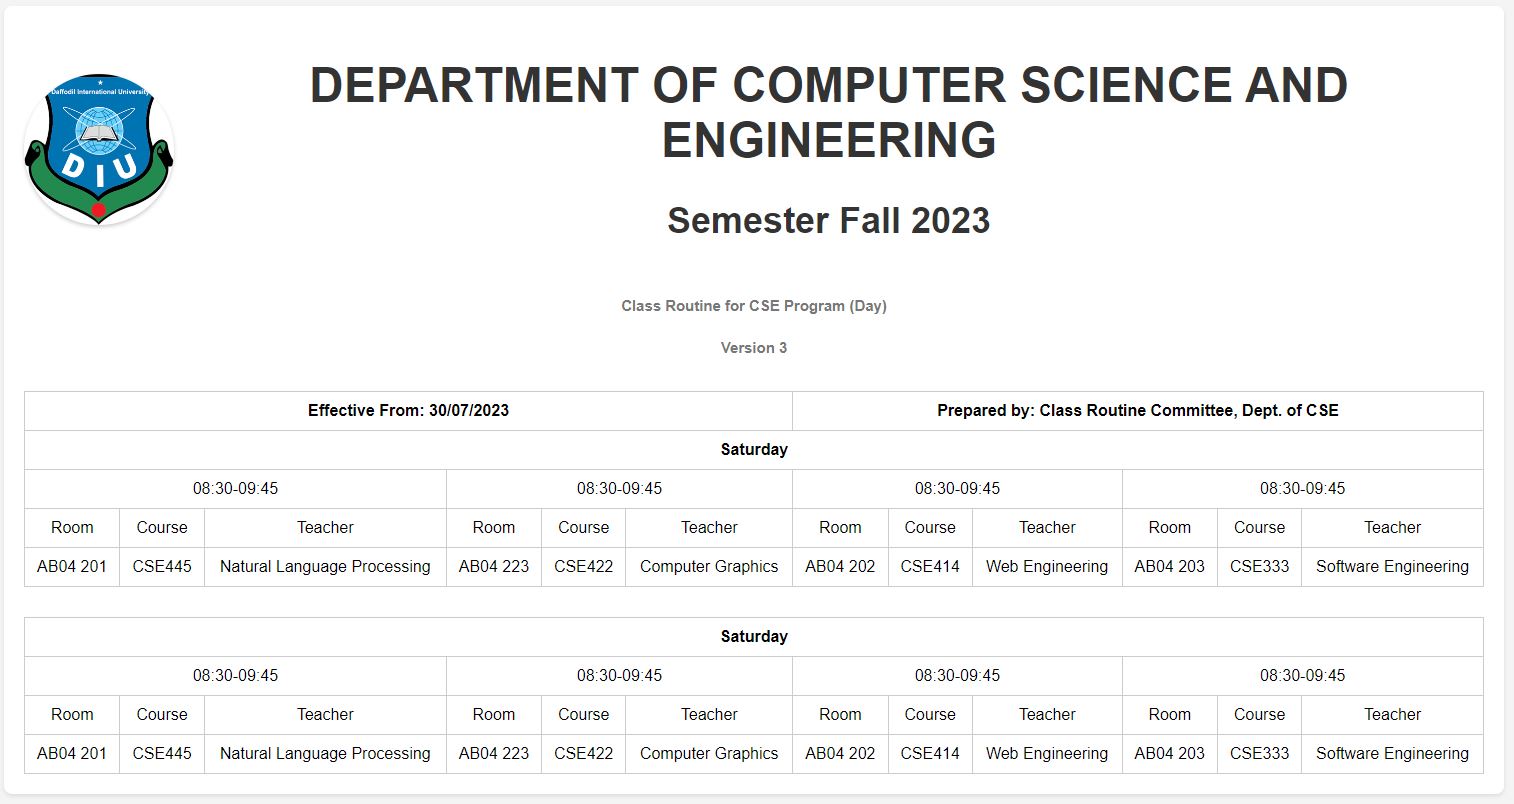 Daffodil International University
DIU
DEPARTMENT OF COMPUTER SCIENCE AND
ENGINEERING
Semester Fall 2023
Class Routine for CSE Program (Day)
Version 3
Effective From: 30/07/2023 Prepared by: Class Routine Committee, Dept. of CSE
Saturday
08:30-09:45 08:30-09:45 08:30-09:45 08:30-09:45
Room Course Teacher Room Course Teacher Room Course Teacher Room Course Teacher
AB04 201 CSE445 Natural Language Processing AB04 223 CSE422 Computer Graphics AB04 202 CSE414 Web Engineering AB04 203 CSE333 Software Engineering
Saturday
08:30-09:45 08:30-09:45 08:30-09:45 08:30-09:45
Room Course Teacher Room Course Teacher Room Course Teacher Room Course Teacher
AB04 201 CSE445 Natural Language Processing AB04 223 CSE422 Computer Graphics AB04 202 CSE414 Web Engineering AB04 203 CSE333 Software Engineering